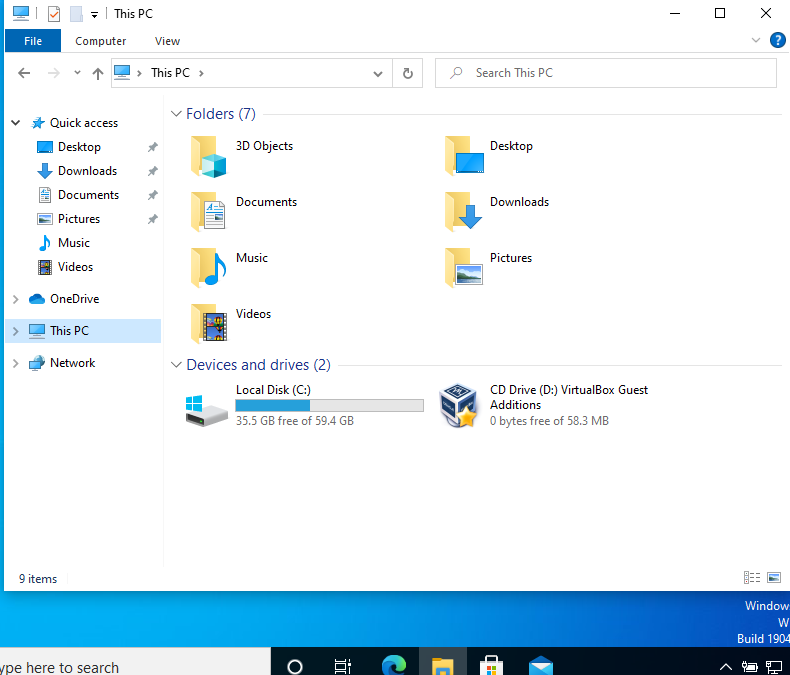 This PC
File Computer View
This PC
Search This PC
Quick access
Desktop
Downloads
Documents
Pictures
Music
Videos
OneDrive
This PC
Network
Folders (7)
3D Objects
Desktop
Documents
Downloads
Music
Pictures
Videos
Devices and drives (2)
Local Disk (C:)
35.5 GB free of 59.4 GB
CD Drive (D:) VirtualBox Guest
Additions
0 bytes free of 58.3 MB
9 items
Windows
W
Build 1904
ype here to search